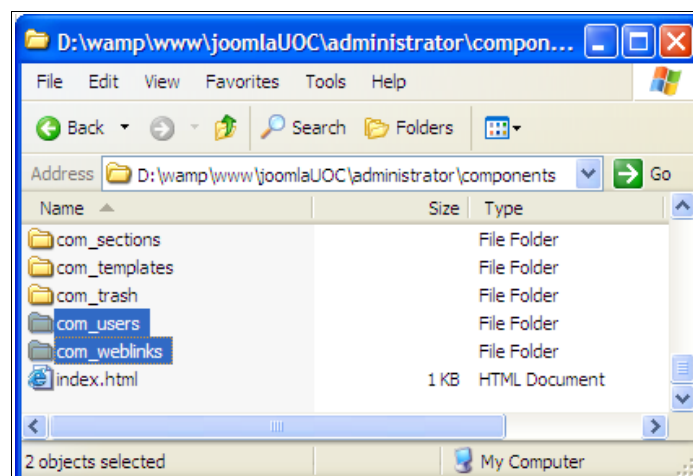 D:\wamp\www\joomlaUOC\administrator\compon...
File Edit View Favorites Tools Help
Back Search Folders
Address D:\wamp\www\joomlaUOC\administrator\components Go
Name Size Type
com_sections File Folder
com_templates File Folder
com_trash File Folder
com_users File Folder
com_weblinks File Folder
index.html 1 KB HTML Document
2 objects selected My Computer